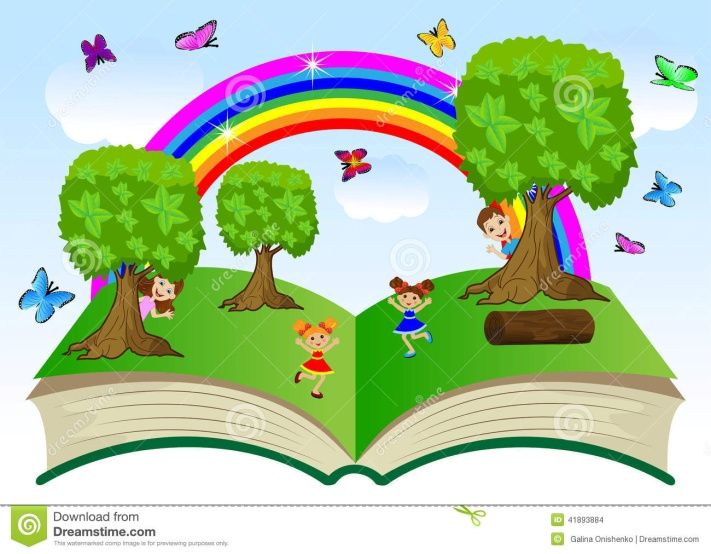 dreamstime
Download from
Dreamstime.com
This watermarked comp image is for previewing purposes only.
ID 41893884
© Galina Onishenko | Dreamstime.com